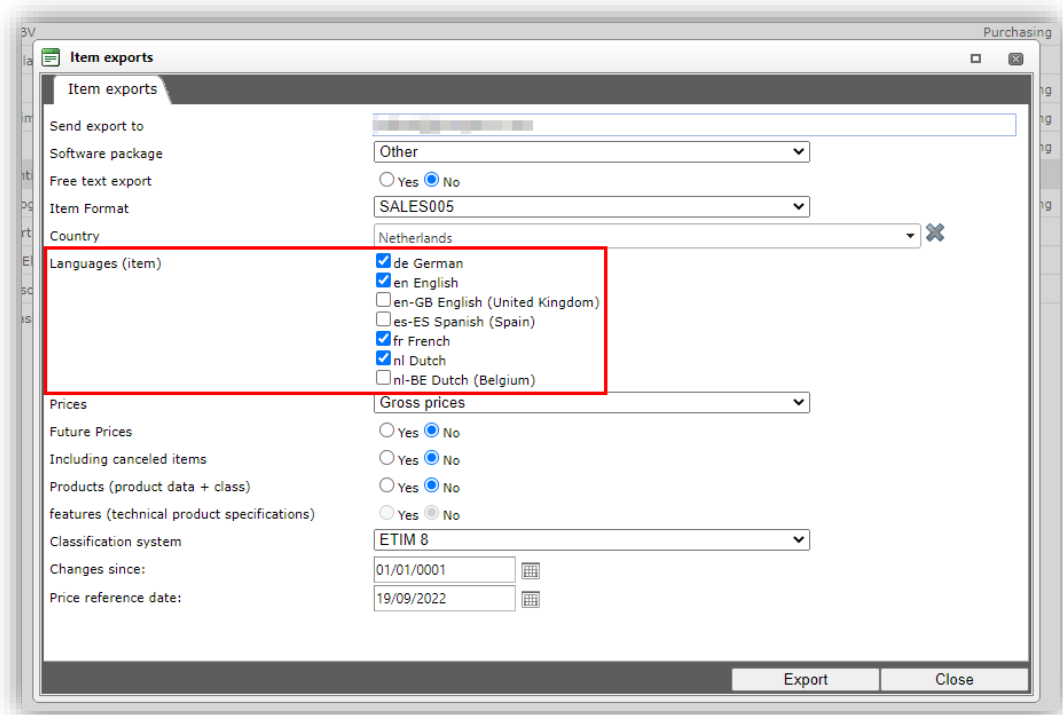 BV Purchasing
Item exports
Item exports
Send export to
Software package Other
Free text export Yes No
Item Format SALES005
Country Netherlands
Languages (item) de German
en English
en-GB English (United Kingdom)
es-ES Spanish (Spain)
fr French
nl Dutch
nl-BE Dutch (Belgium)
Prices Gross prices
Future Prices Yes No
Including canceled items Yes No
Products (product data + class) Yes No
features (technical product specifications) Yes No
Classification system ETIM 8
Changes since: 01/01/0001
Price reference date: 19/09/2022
Export Close